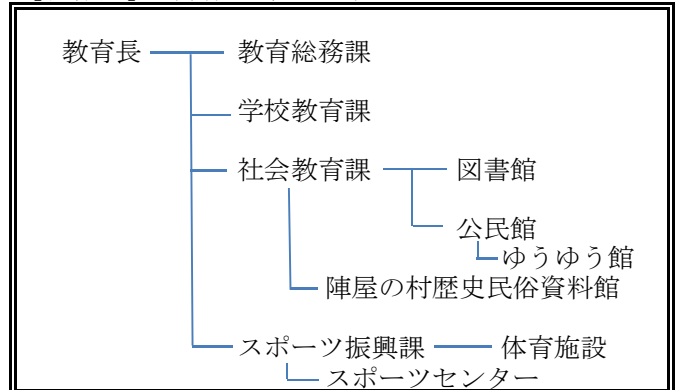 教育長 教育総務課
学校教育課
社会教育課 図書館
公民館
ゆうゆう館
陣屋の村歴史民俗資料館
スポーツ振興課 体育施設
スポーツセンター